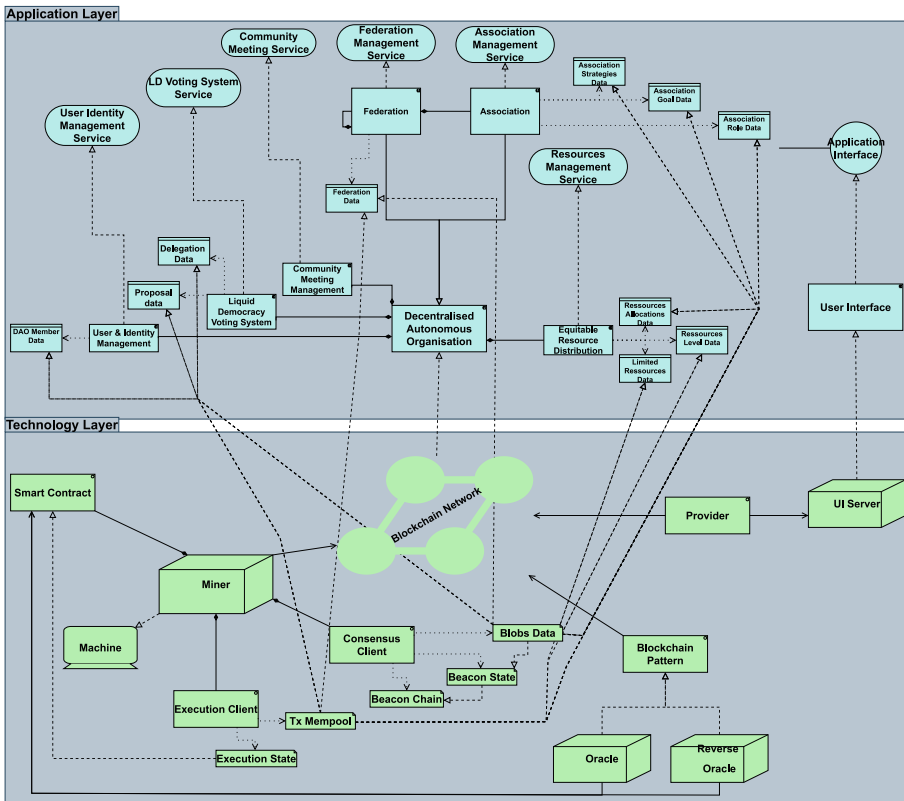 Application Layer
Community
Meeting Service
Federation
Management
Service
Association
Management
Service
LD Voting System
Service
User Identity
Management
Service
Association
Strategies
Data
Association
Goal Data
Association
Role Data
Federation
Association
Application
Interface
Resources
Management
Service
Federation
Data
Delegation
Data
Proposal
data
Community
Meeting
Management
Liquid
Democracy
Voting System
DAO Member
Data
User & Identity
Management
Decentralised
Autonomous
Organisation
Equitable
Resource
Distribution
Ressources
Allocations
Data
Ressources
Level Data
Limited
Ressources
Data
User Interface
Technology Layer
Smart Contract
Blockchain Network
Provider
UI Server
Miner
Machine
Consensus
Client
Blobs Data
Blockchain
Pattern
Beacon State
Beacon Chain
Execution Client
Tx Mempool
Execution State
Oracle
Reverse
Oracle